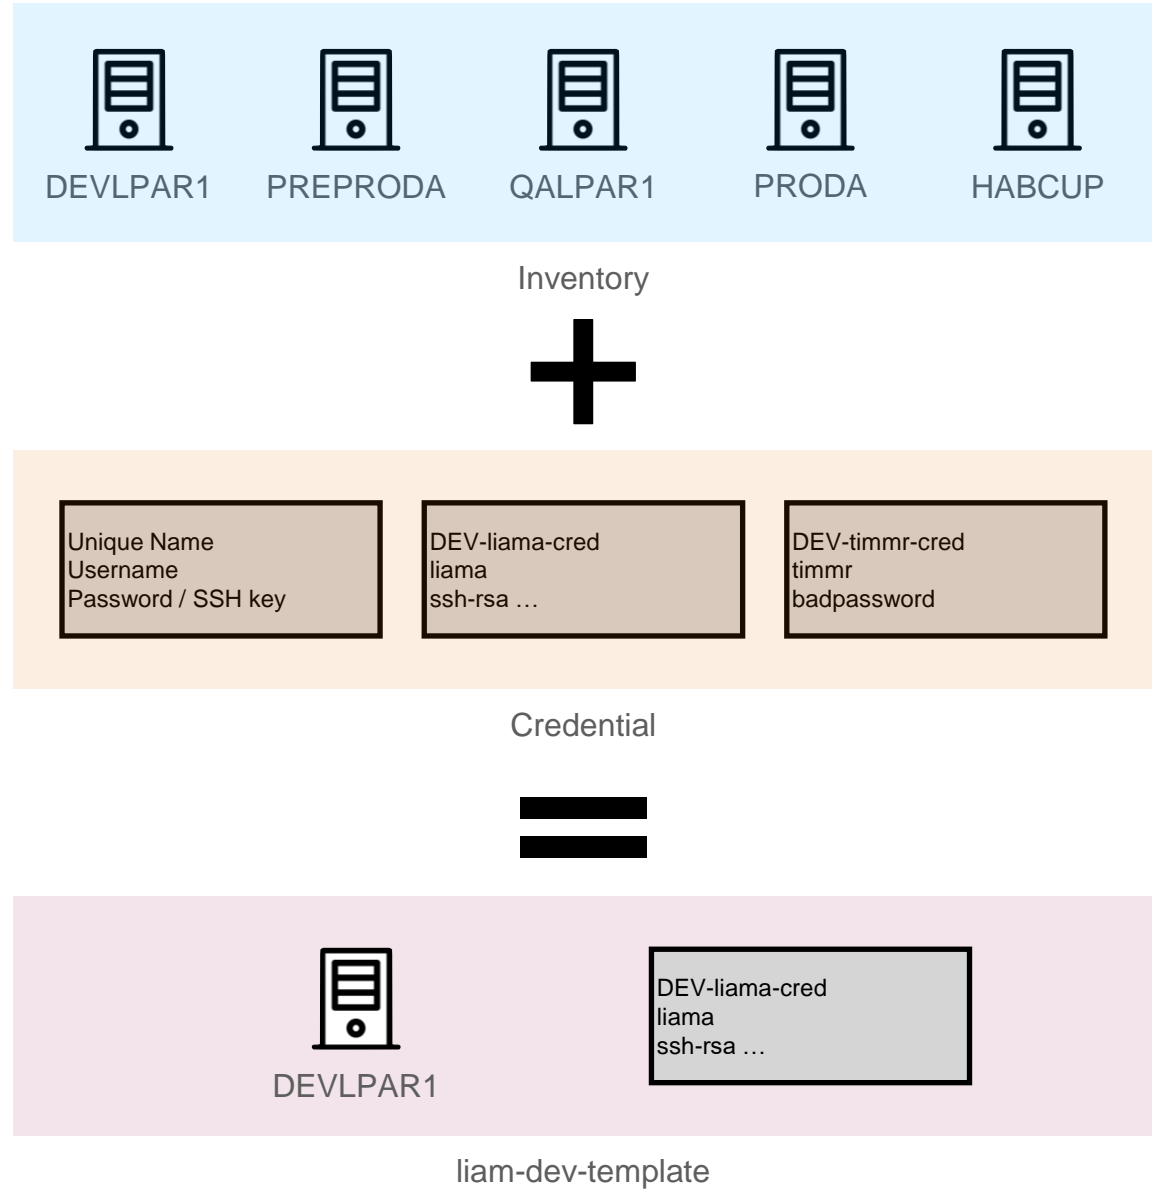 DEVLPAR1
PREPRODA
QALPAR1
PRODA
HABCUP
Inventory
Unique Name
Username
Password / SSH key
DEV-liama-cred
liama
ssh-rsa …
DEV-timmr-cred
timmr
badpassword
Credential
DEVLPAR1
DEV-liama-cred
liama
ssh-rsa …
liam-dev-template